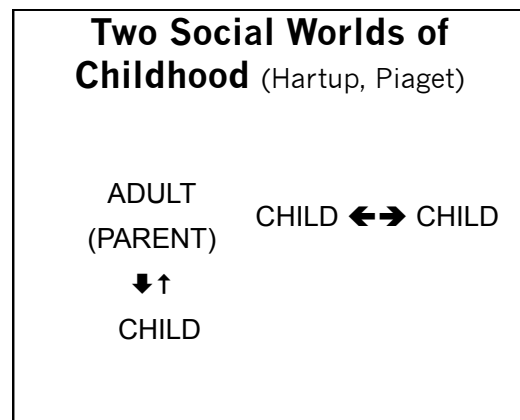 Two Social Worlds of
Childhood (Hartup, Piaget)
ADULT
(PARENT)
🡇↑
CHILD
CHILD 🡸🡺 CHILD